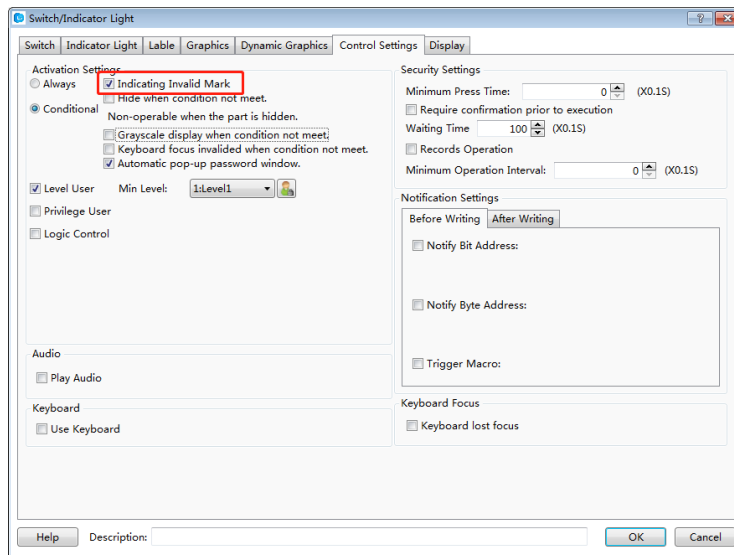 Switch/Indicator Light
Switch Indicator Light Lable Graphics Dynamic Graphics Control Settings Display
Activation Settings
Always
Indicating Invalid Mark
Hide when condition not meet.
Conditional
Non-operable when the part is hidden.
Grayscale display when condition not meet.
Keyboard focus invalided when condition not meet.
Automatic pop-up password window.
Level User Min Level: 1:Level1
Privilege User
Logic Control
Audio
Play Audio
Keyboard
Use Keyboard
Security Settings
Minimum Press Time: 0 (X0.1S)
Require confirmation prior to execution
Waiting Time 100 (X0.1S)
Records Operation
Minimum Operation Interval: 0 (X0.1S)
Notification Settings
Before Writing After Writing
Notify Bit Address:
Notify Byte Address:
Trigger Macro:
Keyboard Focus
Keyboard lost focus
Help Description: OK Cancel